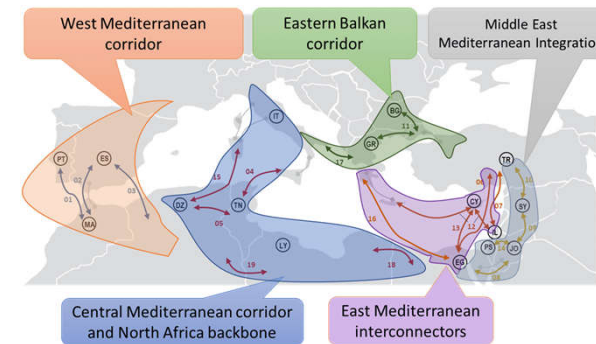 West Mediterranean
corridor
Eastern Balkan
corridor
Middle East
Mediterranean Integratio
IT
BG
11
GR
17
PT
ES
02
01
03
MA
15
04
DZ
TN
05
LY
19
18
TR
CY
SY
07
16
13
12
IL
PS
JO
EG
Central Mediterranean corridor
and North Africa backbone
East Mediterranean
interconnectors